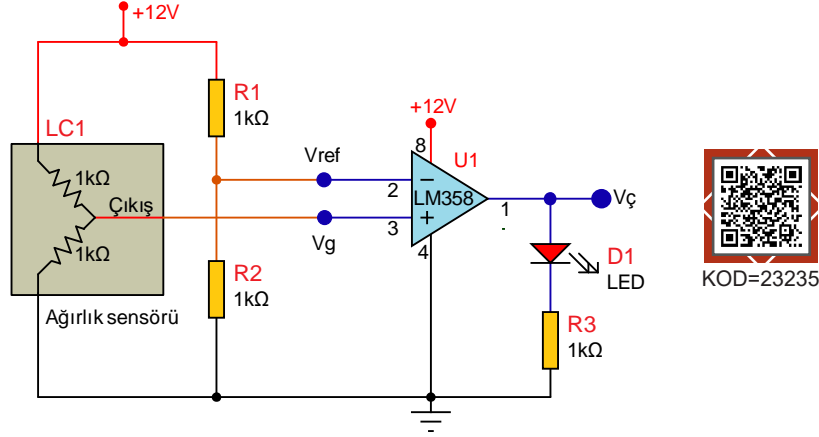 +12V
LC1
1kΩ
Çıkış
1kΩ
Ağırlık sensörü
R1
1kΩ
R2
1kΩ
Vref
Vg
+12V
8
U1
2
−
LM358
3
+
1
4
Vç
D1
LED
R3
1kΩ
KOD=23235